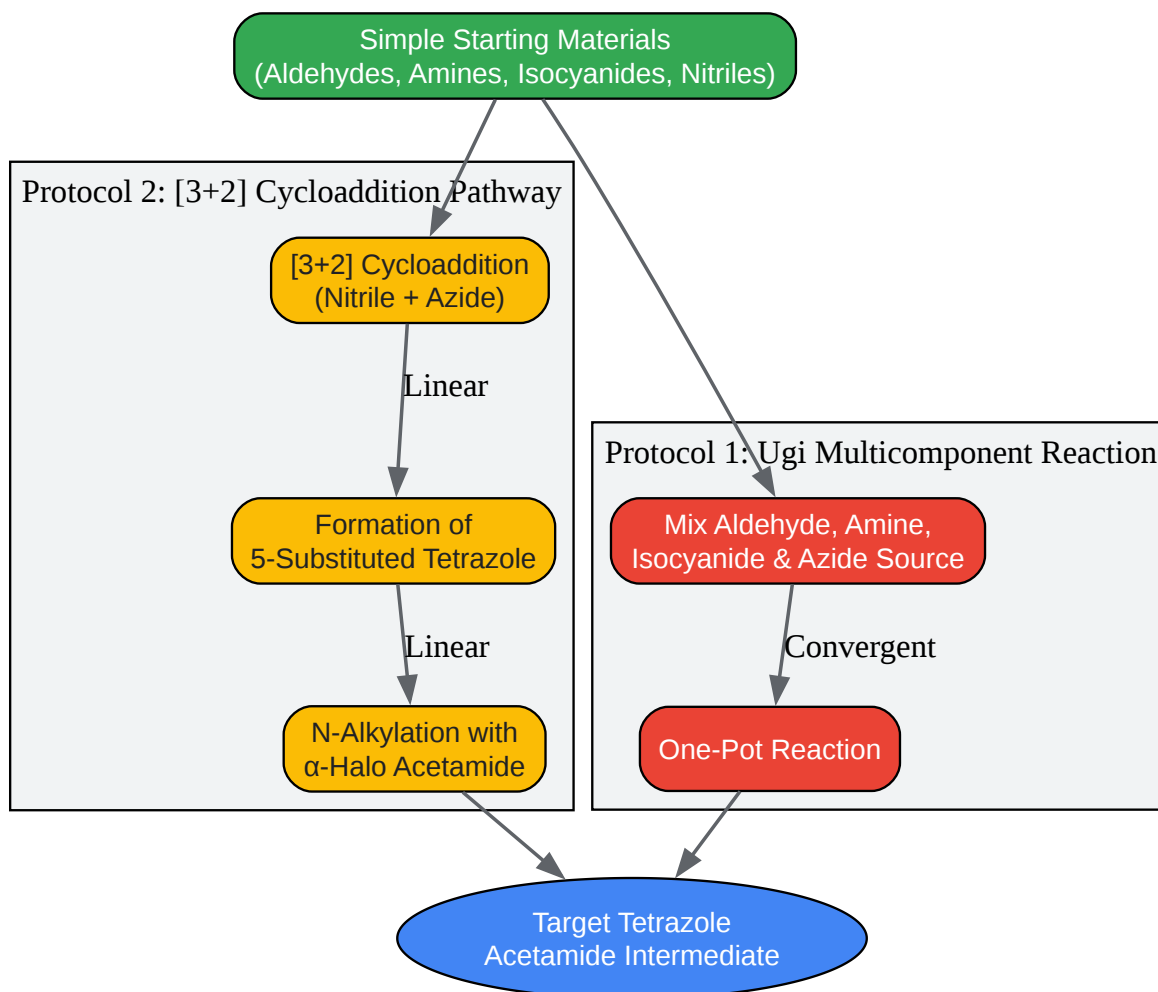 Simple Starting Materials
(Aldehydes, Amines, Isocyanides, Nitriles)
Protocol 2: [3+2] Cycloaddition Pathway
[3+2] Cycloaddition
(Nitrile + Azide)
Linear
Formation of
5-Substituted Tetrazole
Linear
N-Alkylation with
α-Halo Acetamide
Protocol 1: Ugi Multicomponent Reaction
Mix Aldehyde, Amine,
Isocyanide & Azide Source
Convergent
One-Pot Reaction
Target Tetrazole
Acetamide Intermediate